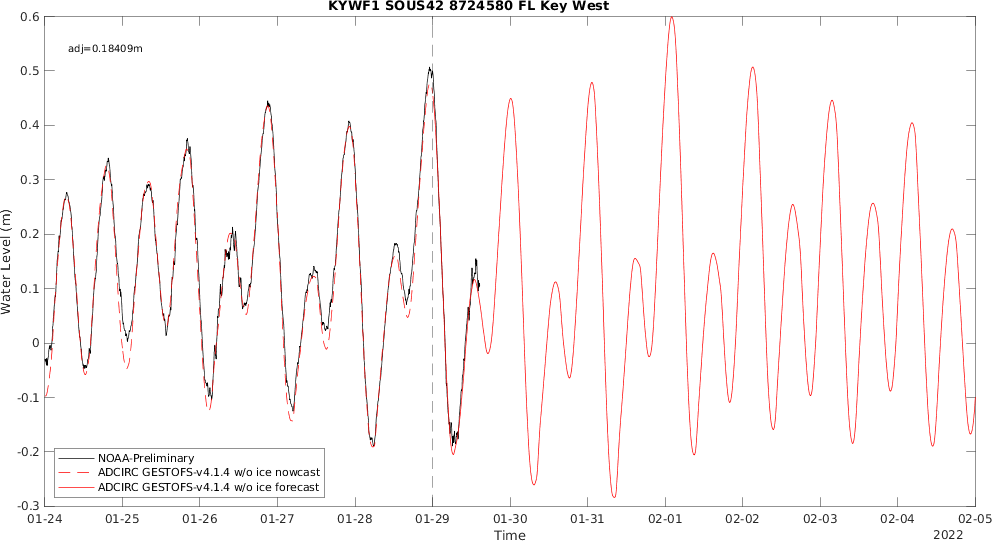 KYWF1 SOUS42 8724580 FL Key West
adj=0.18409m
0.6
0.5
0.4
0.3
0.2
0.1
0
-0.1
-0.2
-0.3
Water Level (m)
NOAA-Preliminary
ADCIRC GESTOFS-v4.1.4 w/o ice nowcast
ADCIRC GESTOFS-v4.1.4 w/o ice forecast
01-24 01-25 01-26 01-27 01-28 01-29 01-30 01-31 02-01 02-02 02-03 02-04 02-05
Time
2022